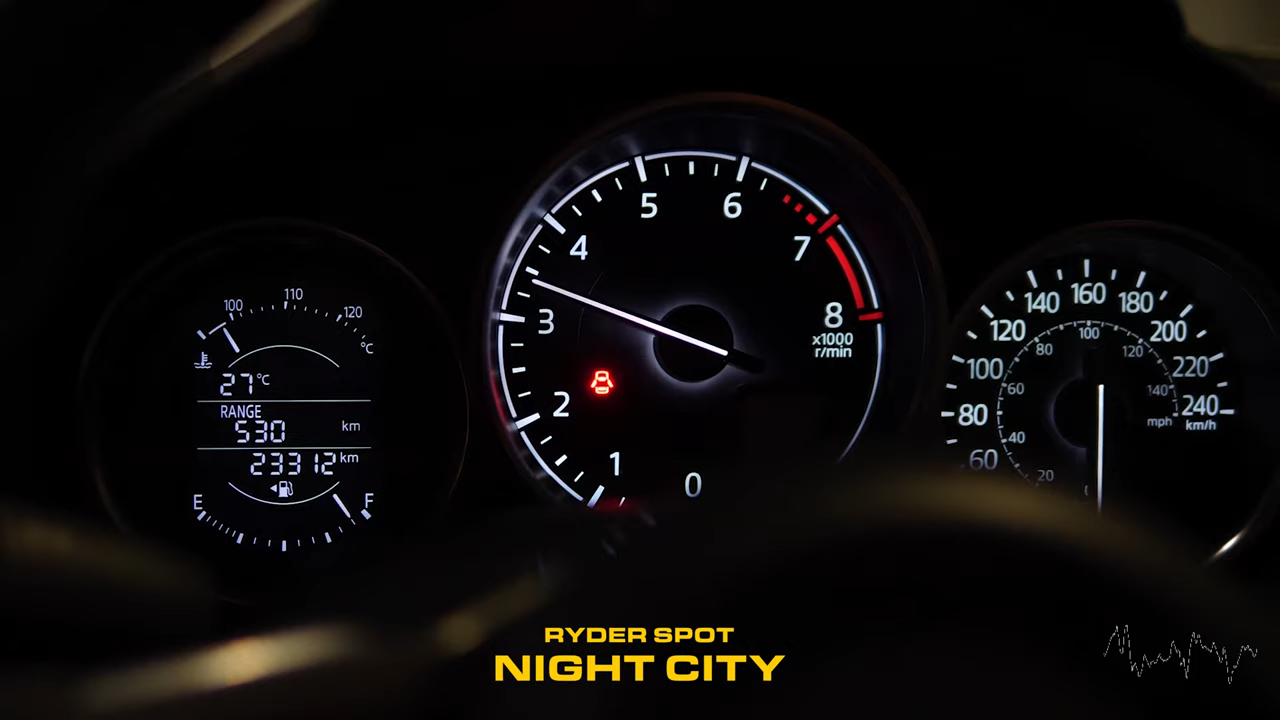 100 110 120
°C
27°C
RANGE
530 km
23312 km
E F
0 1 2 3 4 5 6 7 8
x1000
r/min
60 80 100 120 140 160 180 200 220 240
km/h
20 40 60 80 100 120 140
mph
RYDER SPOT
NIGHT CITY